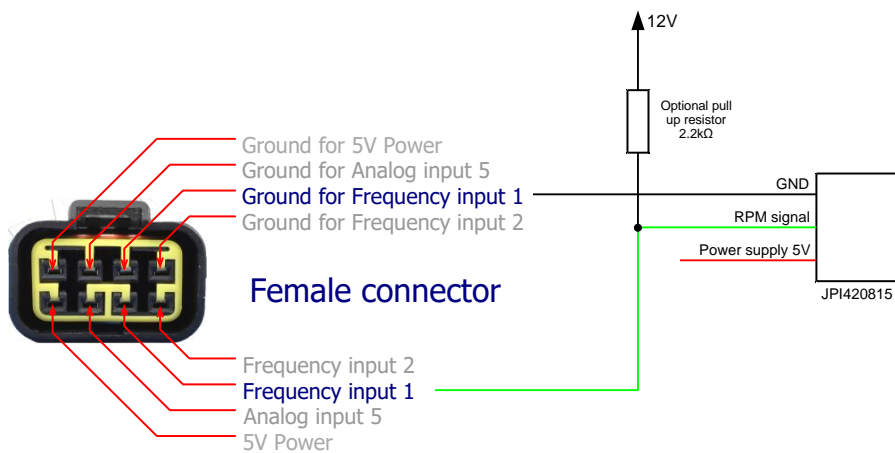 12V
Optional pull
up resistor
2.2kΩ
Ground for 5V Power
Ground for Analog input 5
Ground for Frequency input 1
Ground for Frequency input 2
GND
RPM signal
Power supply 5V
JPI420815
Female connector
Frequency input 2
Frequency input 1
Analog input 5
5V Power